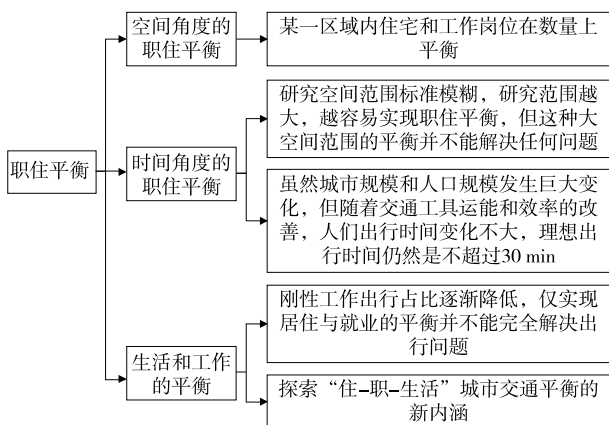 职住平衡
空间角度的
职住平衡
某一区域内住宅和工作岗位在数量上
平衡
时间角度的
职住平衡
研究空间范围标准模糊，研究范围越
大，越容易实现职住平衡，但这种大
空间范围的平衡并不能解决任何问题
虽然城市规模和人口规模发生巨大
变化，但随着交通工具运能和效率的改
善，人们出行时间变化不大，理想出
行时间仍然是不超过30 min
生活和工作
的平衡
刚性工作出行占比逐渐降低，仅实现
居住与就业的平衡并不能完全解决出
行问题
探索“住–职–生活”城市交通平衡的
新内涵